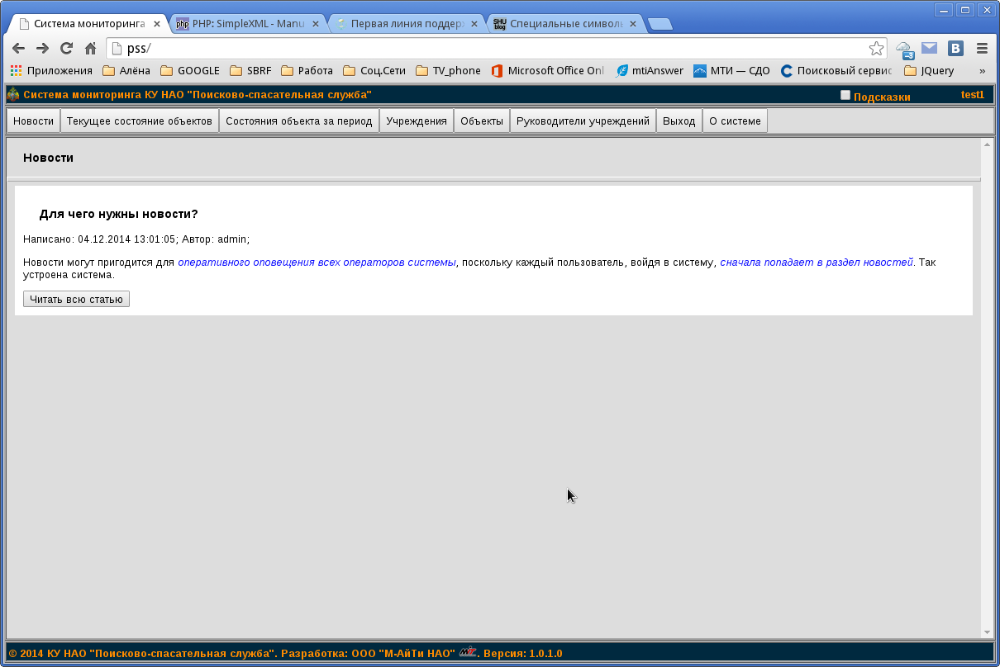 Система мониторинга
PHP: SimpleXML - Manu
Первая линия поддерж
Специальные символы
pss/
Приложения Алёна GOOGLE SBRF Работа Соц.Сети TV_phone Microsoft Office Onl mtiAnswer МТИ — СДО Поисковый сервис JQuery »
Система мониторинга КУ НАО "Поисково-спасательная служба" Подсказки test1
Новости Текущее состояние объектов Состояния объекта за период Учреждения Объекты Руководители учреждений Выход О системе
Новости
Для чего нужны новости?
Написано: 04.12.2014 13:01:05; Автор: admin;
Новости могут пригодится для оперативного оповещения всех операторов системы, поскольку каждый пользователь, войдя в систему, сначала попадает в раздел новостей. Так
устроена система.
Читать всю статью
© 2014 КУ НАО "Поисково-спасательная служба". Разработка: ООО "М-АйТи НАО" . Версия: 1.0.1.0